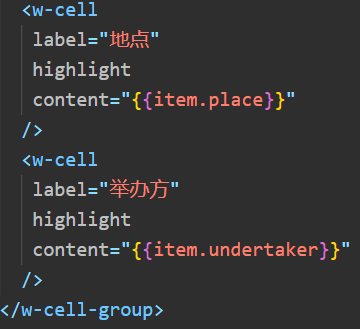 <w-cell
label="地点"
highlight
content="{{item.place}}"
/>
<w-cell
label="举办方"
highlight
content="{{item.undertaker}}"
/>
</w-cell-group>